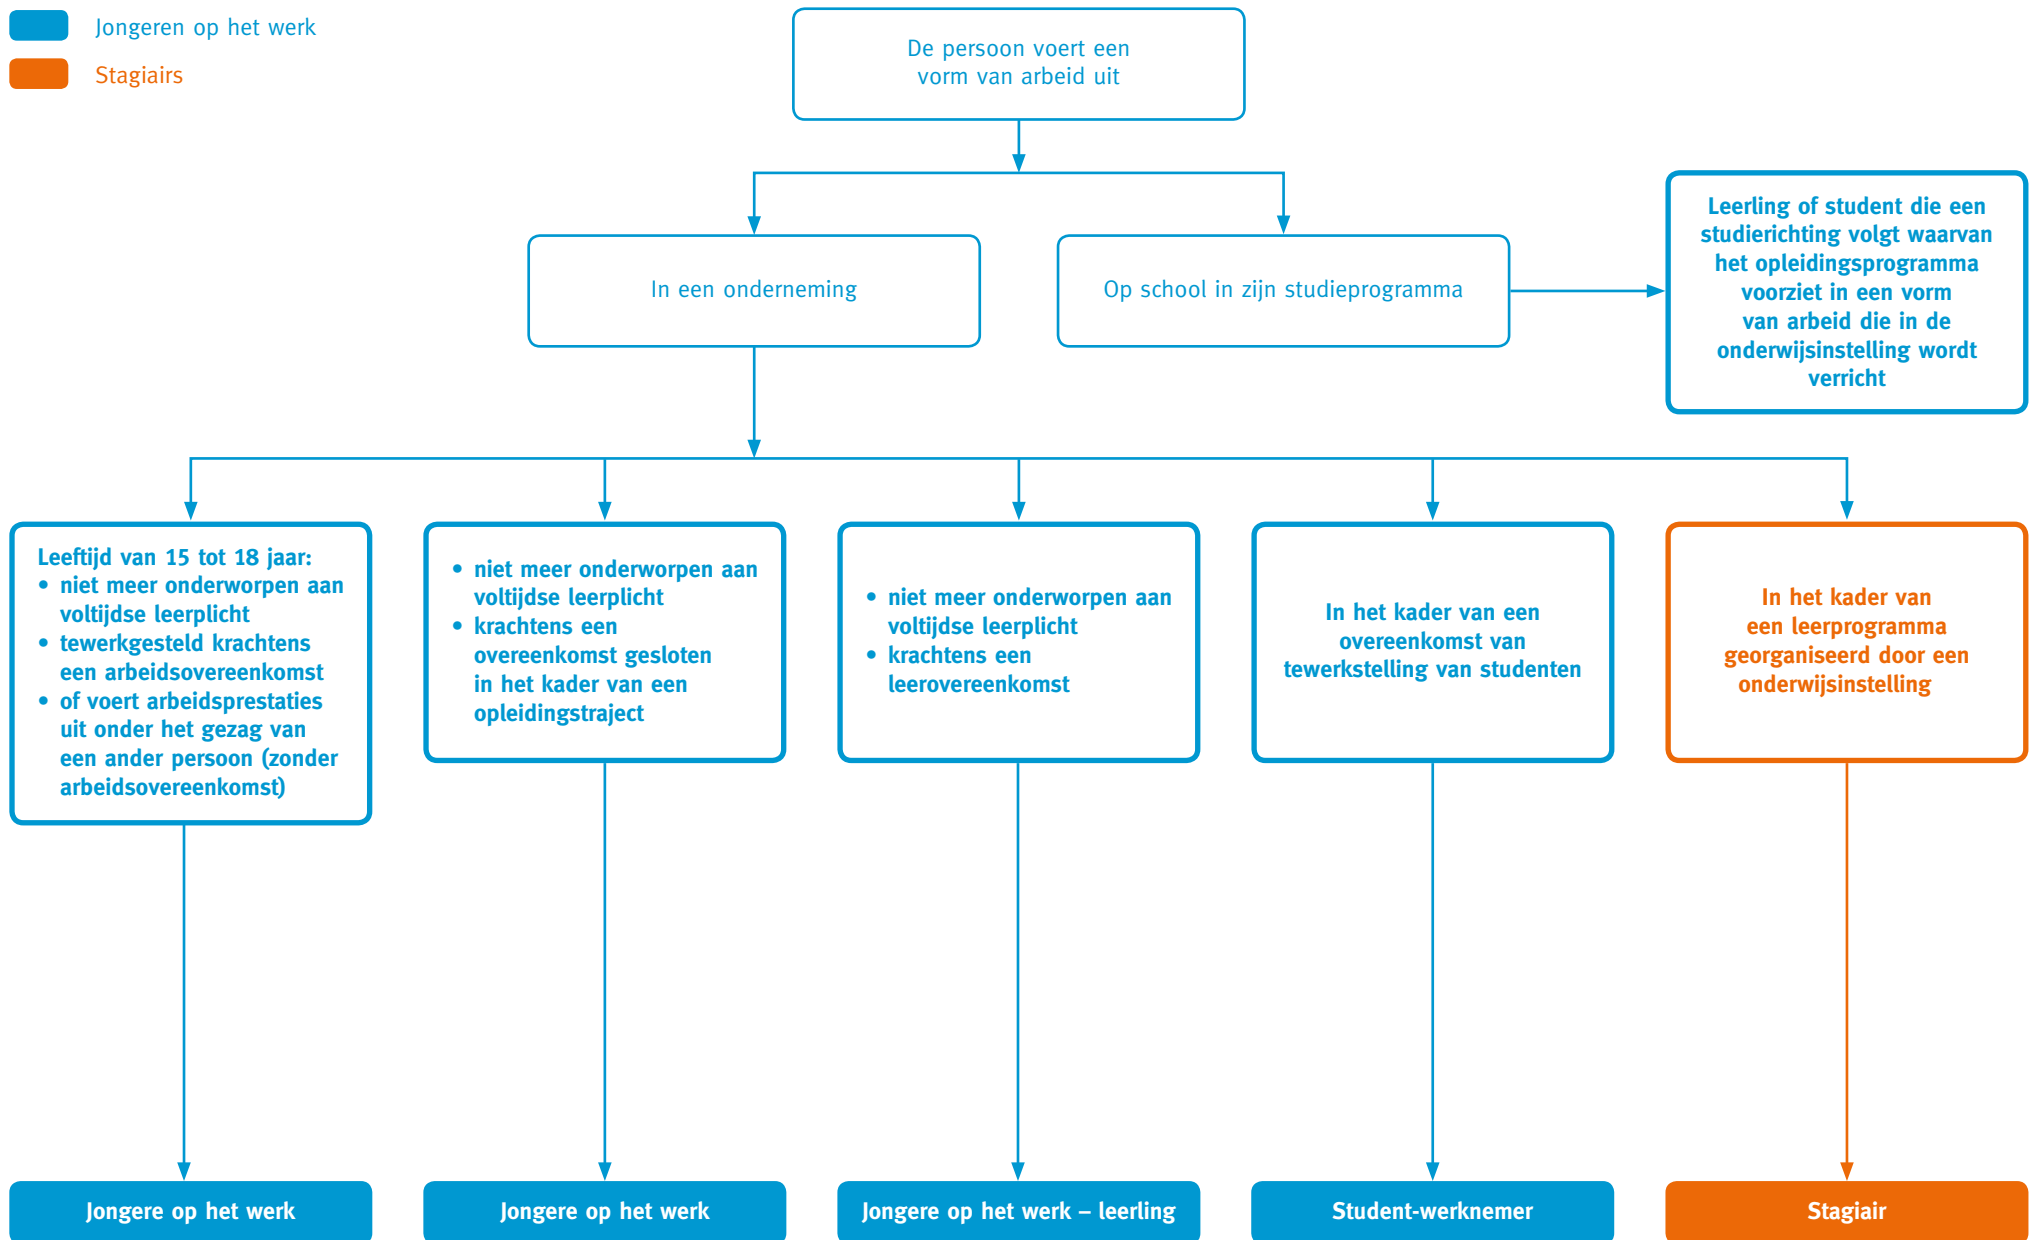 Jongeren op het werk
Stagiairs
De persoon voert een
vorm van arbeid uit
In een onderneming
Op school in zijn studieprogramma
Leerling of student die een
studierichting volgt waarvan
het opleidingsprogramma
voorziet in een vorm
van arbeid die in de
onderwijsinstelling wordt
verricht
Leeftijd van 15 tot 18 jaar:
• niet meer onderworpen aan
voltijdse leerplicht
• tewerkgesteld krachtens
een arbeidsovereenkomst
• of voert arbeidsprestaties
uit onder het gezag van
een ander persoon (zonder
arbeidsovereenkomst)
• niet meer onderworpen aan
voltijdse leerplicht
• krachtens een
overeenkomst gesloten
in het kader van een
opleidingstraject
• niet meer onderworpen aan
voltijdse leerplicht
• krachtens een
leerovereenkomst
In het kader van een
overeenkomst van
tewerkstelling van studenten
In het kader van
een leerprogramma
georganiseerd door een
onderwijsinstelling
Jongere op het werk
Jongere op het werk
Jongere op het werk – leerling
Student-werknemer
Stagiair